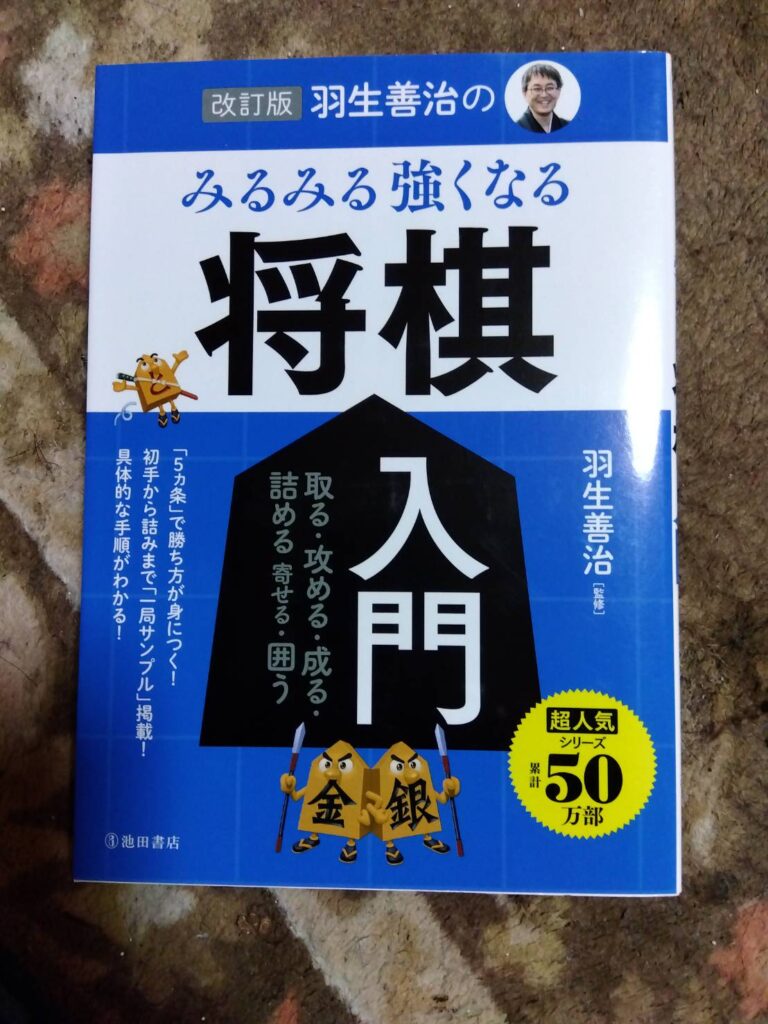 改訂版 羽生善治の
みるみる強くなる
将棋
入門
取る・攻める・成る・
詰める 寄せる・囲う
羽生善治[監修]
「5ヵ条」で勝ち方が身につく!
初手から詰みまで「一局サンプル」掲載!
具体的な手順がわかる!
と
金
銀
超人気
シリーズ
累計
50
万部
池田書店